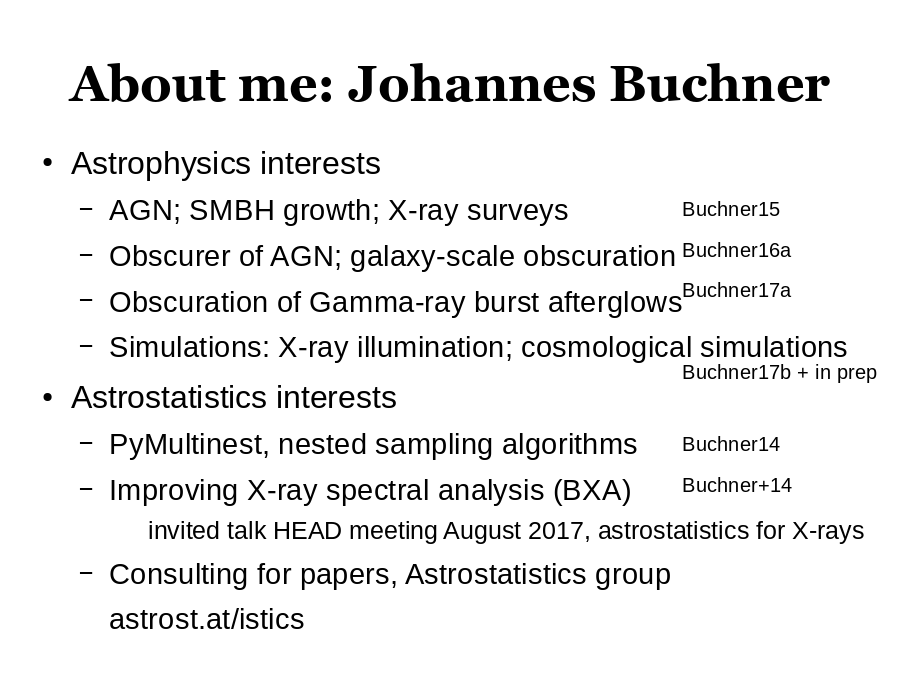 About me: Johannes Buchner
• Astrophysics interests
– AGN; SMBH growth; X-ray surveys Buchner15
– Obscurer of AGN; galaxy-scale obscuration Buchner16a
– Obscuration of Gamma-ray burst afterglows Buchner17a
– Simulations: X-ray illumination; cosmological simulations
Buchner17b + in prep
• Astrostatistics interests
– PyMultinest, nested sampling algorithms Buchner14
– Improving X-ray spectral analysis (BXA) Buchner+14
invited talk HEAD meeting August 2017, astrostatistics for X-rays
– Consulting for papers, Astrostatistics group
astrost.at/istics